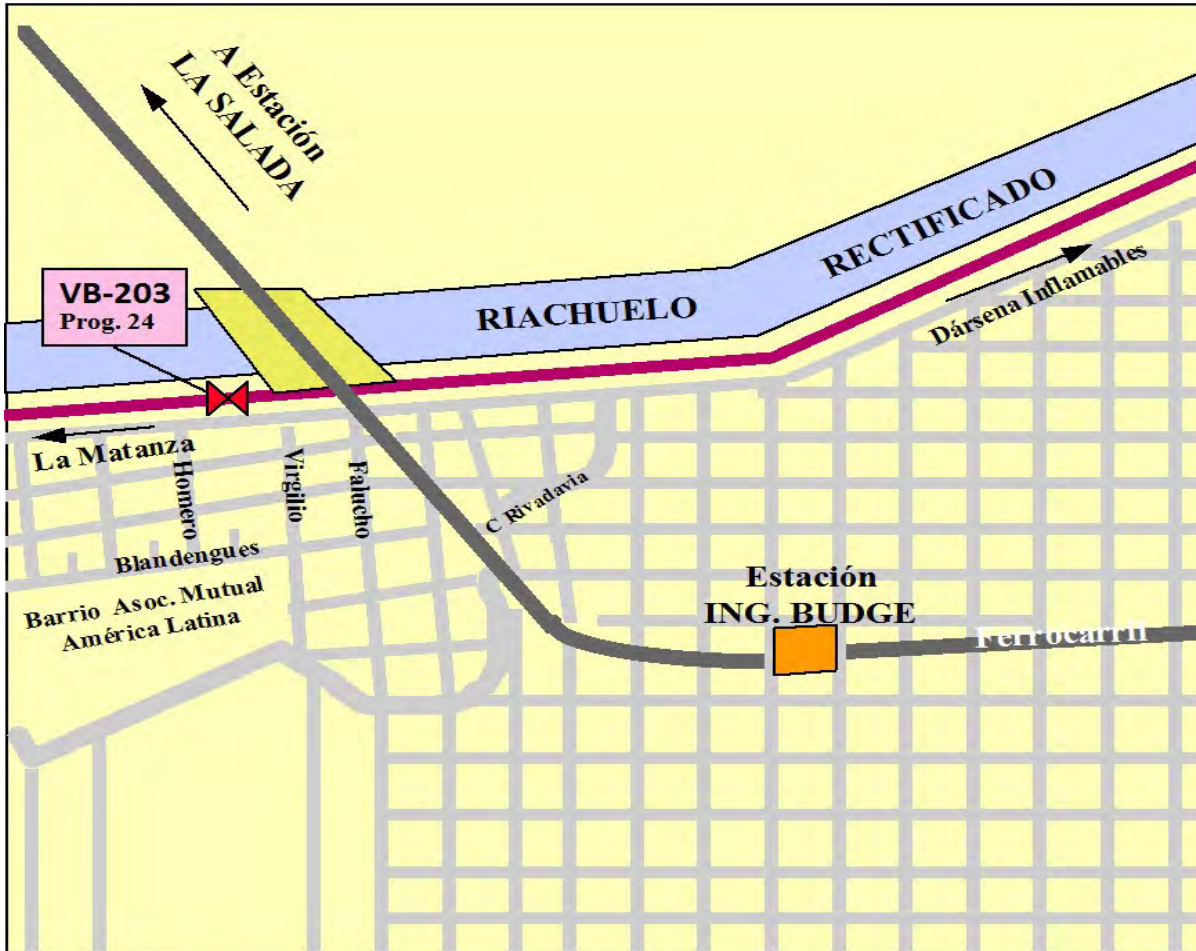 A Estación
LA SALADA
VB-203
Prog. 24
RIACHUELO
RECTIFICADO
Dársena Inflamables
La Matanza
Homero
Virgilio
Falucho
C Rivadavia
Blandengues
Barrio Asoc. Mutual
América Latina
Estación
ING. BUDGE
Ferrocarril